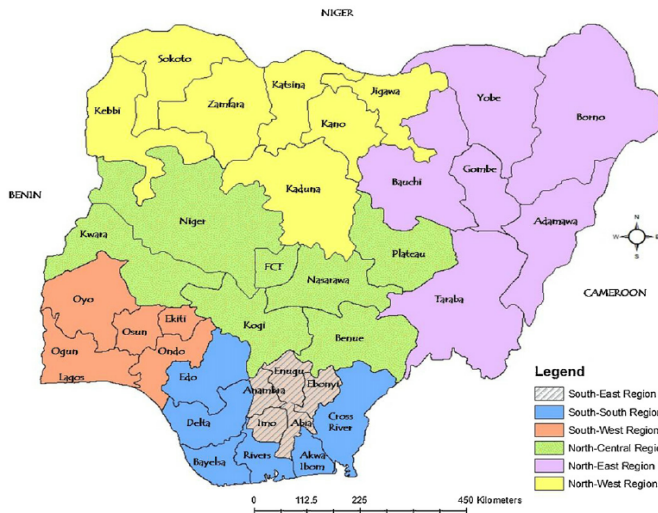 NIGER
Sokoto
Katsina
Jigawa
Yobe
Kebbi
Zamfara
Kano
Borno
Gombe
Bauchi
Kaduna
BENIN
Niger
Adamawa
Kwara
Plateau
N
W E
S
FCT
Nasarawa
CAMEROON
Oyo
Taraba
Ekiti
Kogi
Osun
Benue
Ogun
Ondo
Lagos
Edo
Enugu
Anambra
Ebonyi
Imo
Abia
Cross
River
Delta
Bayelsa
Rivers
Akwa
Ibom
Legend
South-East Region
South-South Region
South-West Region
North-Central Region
North-East Region
North-West Region
0 112.5 225 450 Kilometers